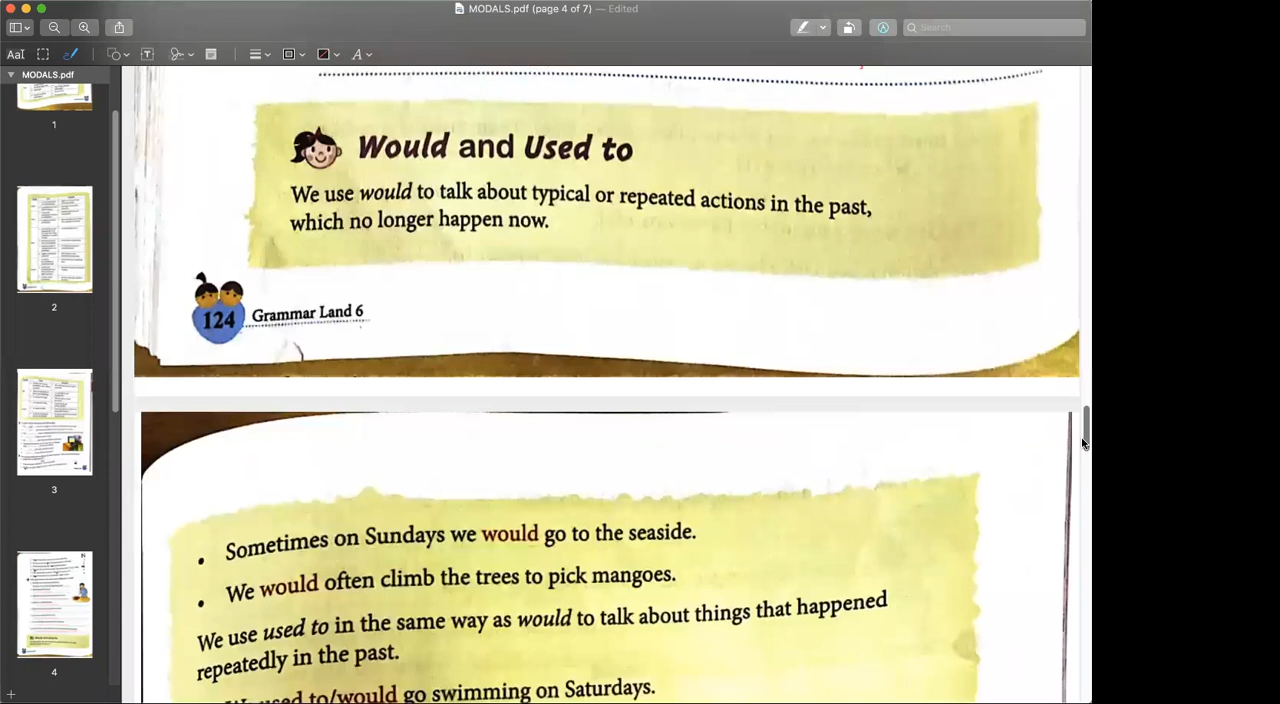 MODALS.pdf (page 4 of 7) — Edited
Search
AaI
T
A
MODALS.pdf
1
2
3
4
Would and Used to
We use would to talk about typical or repeated actions in the past,
which no longer happen now.
124 Grammar Land 6
• Sometimes on Sundays we would go to the seaside.
• We would often climb the trees to pick mangoes.
We use used to in the same way as would to talk about things that happened
repeatedly in the past.
We used to/would go swimming on Saturdays.